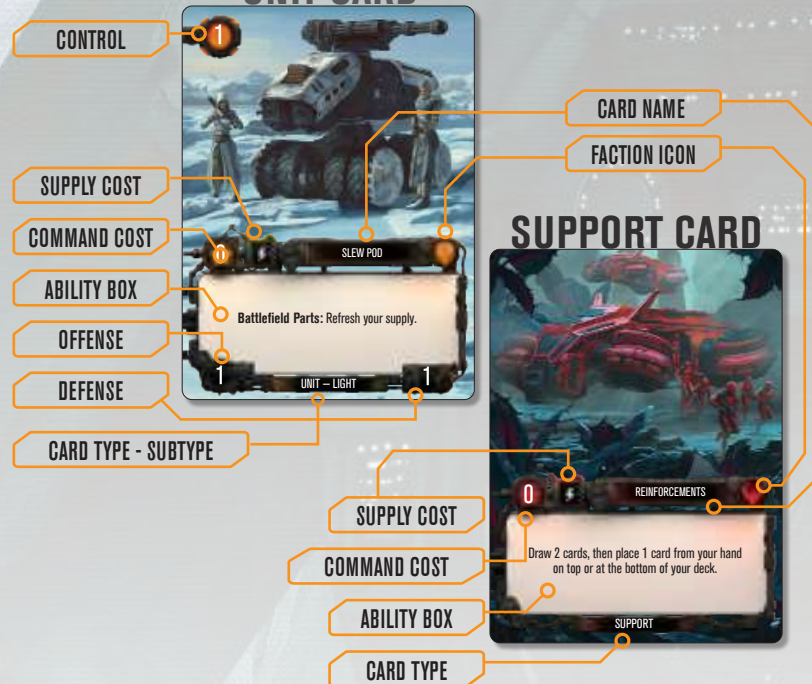 UNIT CARD
CONTROL
1
CARD NAME
FACTION ICON
SUPPLY COST
COMMAND COST
0
SLEW POD
ABILITY BOX
Battlefield Parts: Refresh your supply.
OFFENSE
1
1
DEFENSE
UNIT – LIGHT
CARD TYPE - SUBTYPE
SUPPORT CARD
SUPPLY COST
0
REINFORCEMENTS
COMMAND COST
Draw 2 cards, then place 1 card from your hand
on top or at the bottom of your deck.
ABILITY BOX
SUPPORT
CARD TYPE